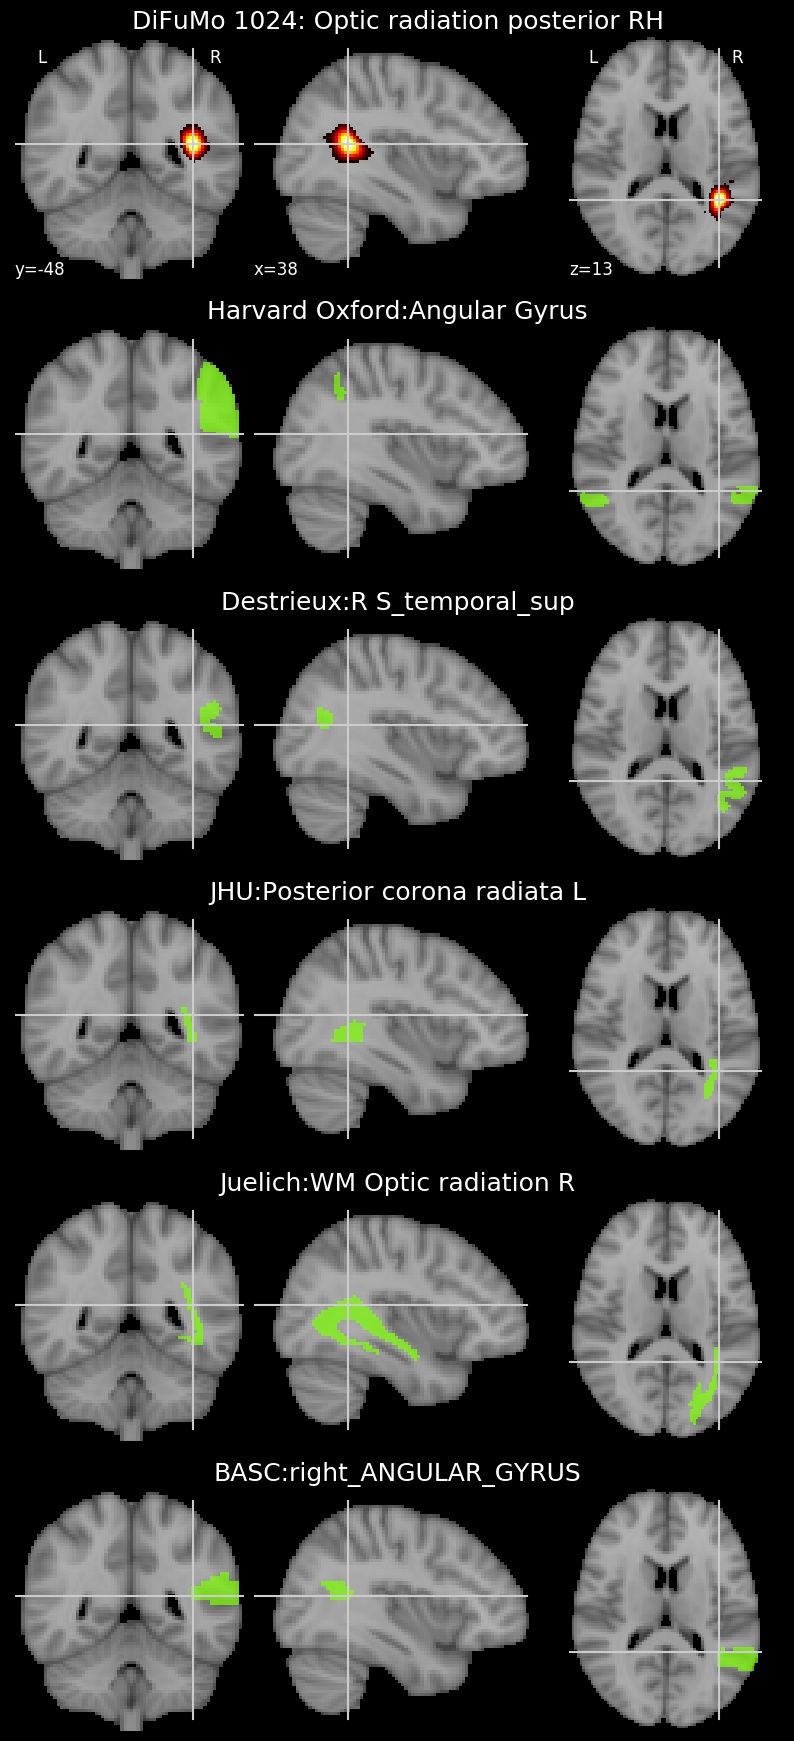 DiFuMo 1024: Optic radiation posterior RH
L R L R
y=-48 x=38 z=13
Harvard Oxford:Angular Gyrus
Destrieux:R S_temporal_sup
JHU:Posterior corona radiata L
Juelich:WM Optic radiation R
BASC:right_ANGULAR_GYRUS